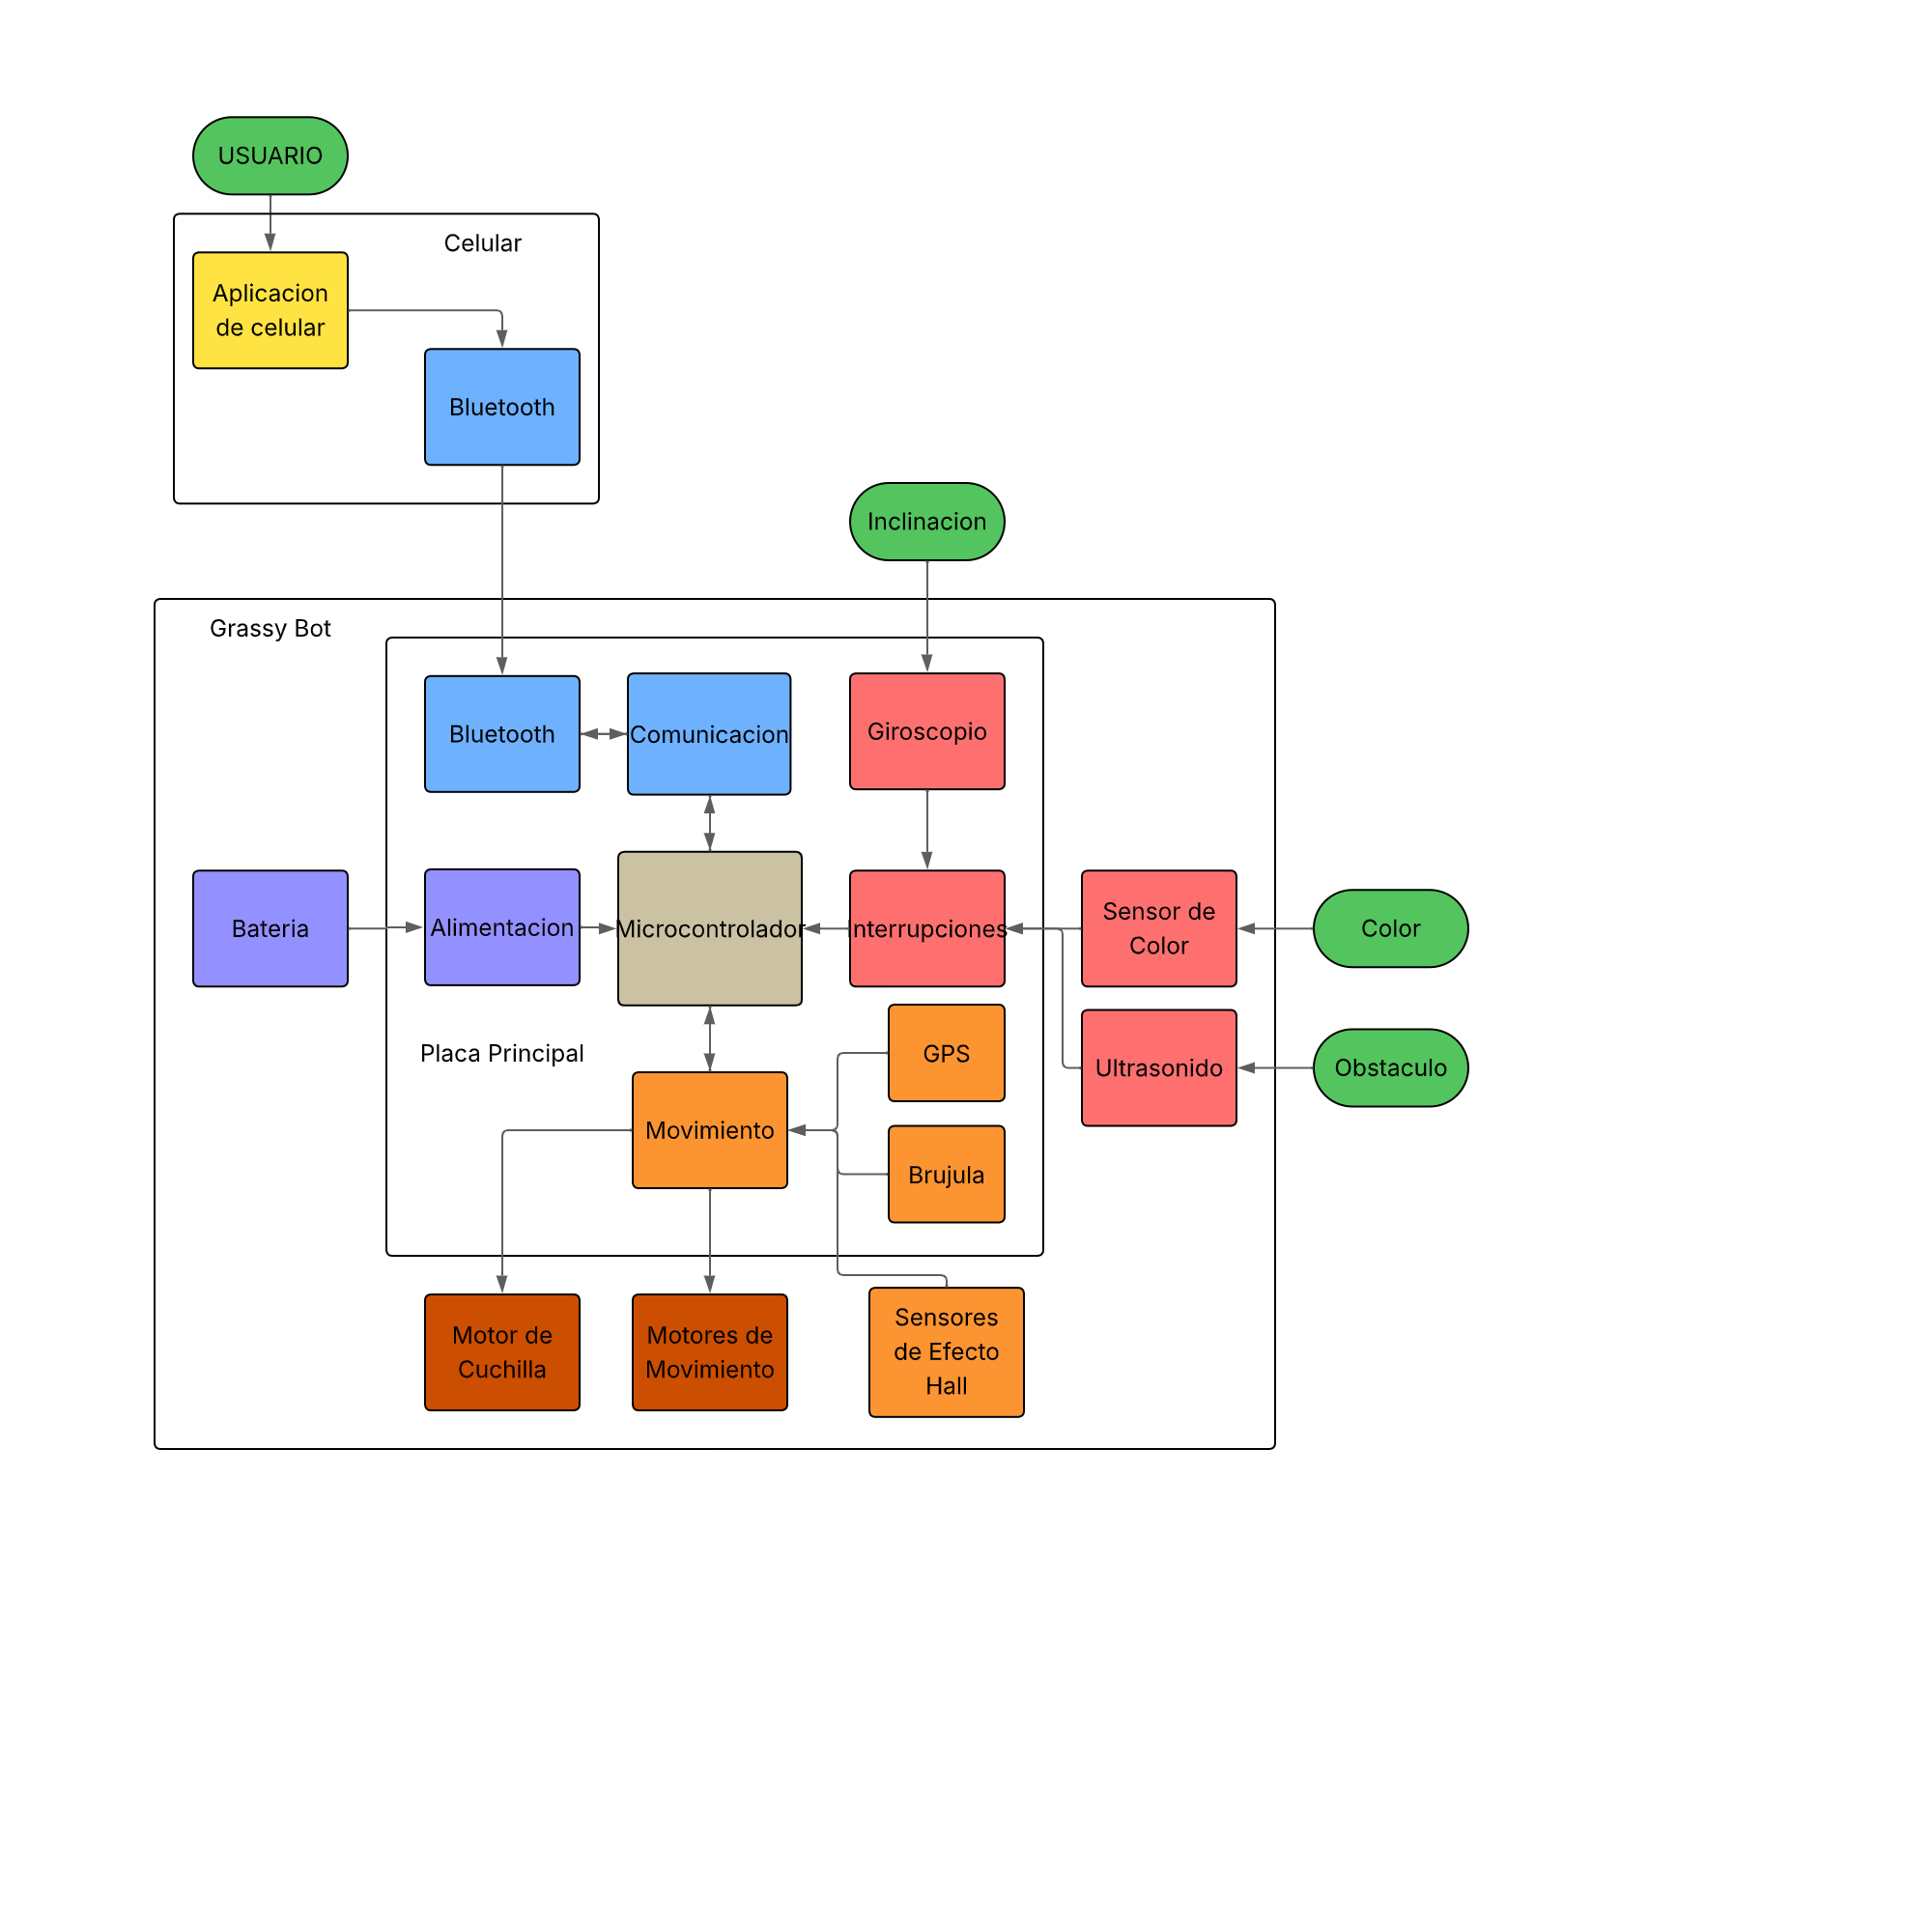 USUARIO
Celular
Aplicacion
de celular
Bluetooth
Inclinacion
Grassy Bot
Bluetooth
Comunicacion
Giroscopio
Bateria
Alimentacion
Microcontrolador
Interrupciones
Sensor de
Color
Color
Placa Principal
GPS
Ultrasonido
Obstaculo
Movimiento
Brujula
Motor de
Cuchilla
Motores de
Movimiento
Sensores
de Efecto
Hall